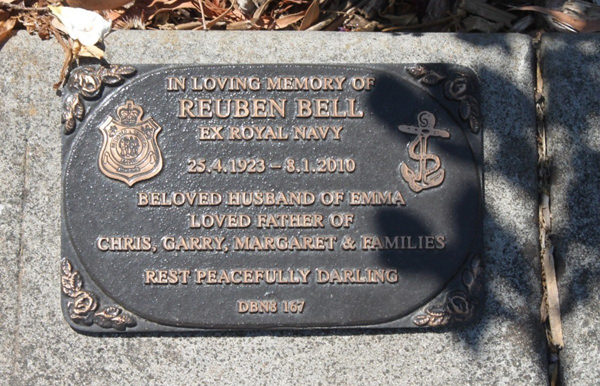 IN LOVING MEMORY OF
REUBEN BELL
EX ROYAL NAVY
25.4.1923 – 8.1.2010
BELOVED HUSBAND OF EMMA
LOVED FATHER OF
CHRIS, GARRY, MARGARET & FAMILIES
REST PEACEFULLY DARLING
DBN8 167